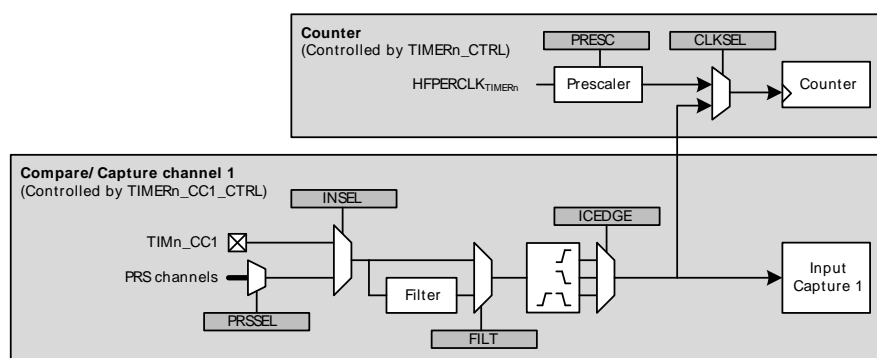 Counter
(Controlled by TIMERn_CTRL)
PRESC
CLKSEL
HFPERCLKTIMERn
Prescaler
Counter
Compare/ Capture channel 1
(Controlled by TIMERn_CC1_CTRL)
INSEL
ICEDGE
TIMn_CC1
PRS channels
Filter
Input
Capture 1
PRSSEL
FILT